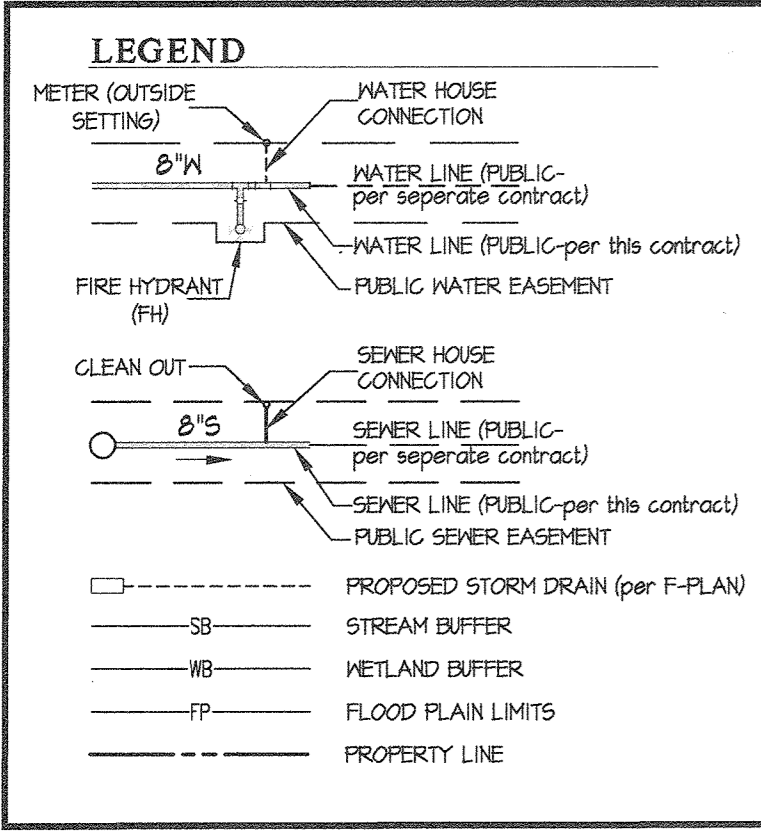 LEGEND
METER (OUTSIDE
SETTING)
WATER HOUSE
CONNECTION
8"W
WATER LINE (PUBLIC-
per seperate contract)
WATER LINE (PUBLIC-per this contract)
FIRE HYDRANT
(FH)
PUBLIC WATER EASEMENT
CLEAN OUT
SEWER HOUSE
CONNECTION
8"S
SEWER LINE (PUBLIC-
per seperate contract)
SEWER LINE (PUBLIC-per this contract)
PUBLIC SEWER EASEMENT
PROPOSED STORM DRAIN (per F-PLAN)
SB STREAM BUFFER
WB WETLAND BUFFER
FP FLOOD PLAIN LIMITS
PROPERTY LINE